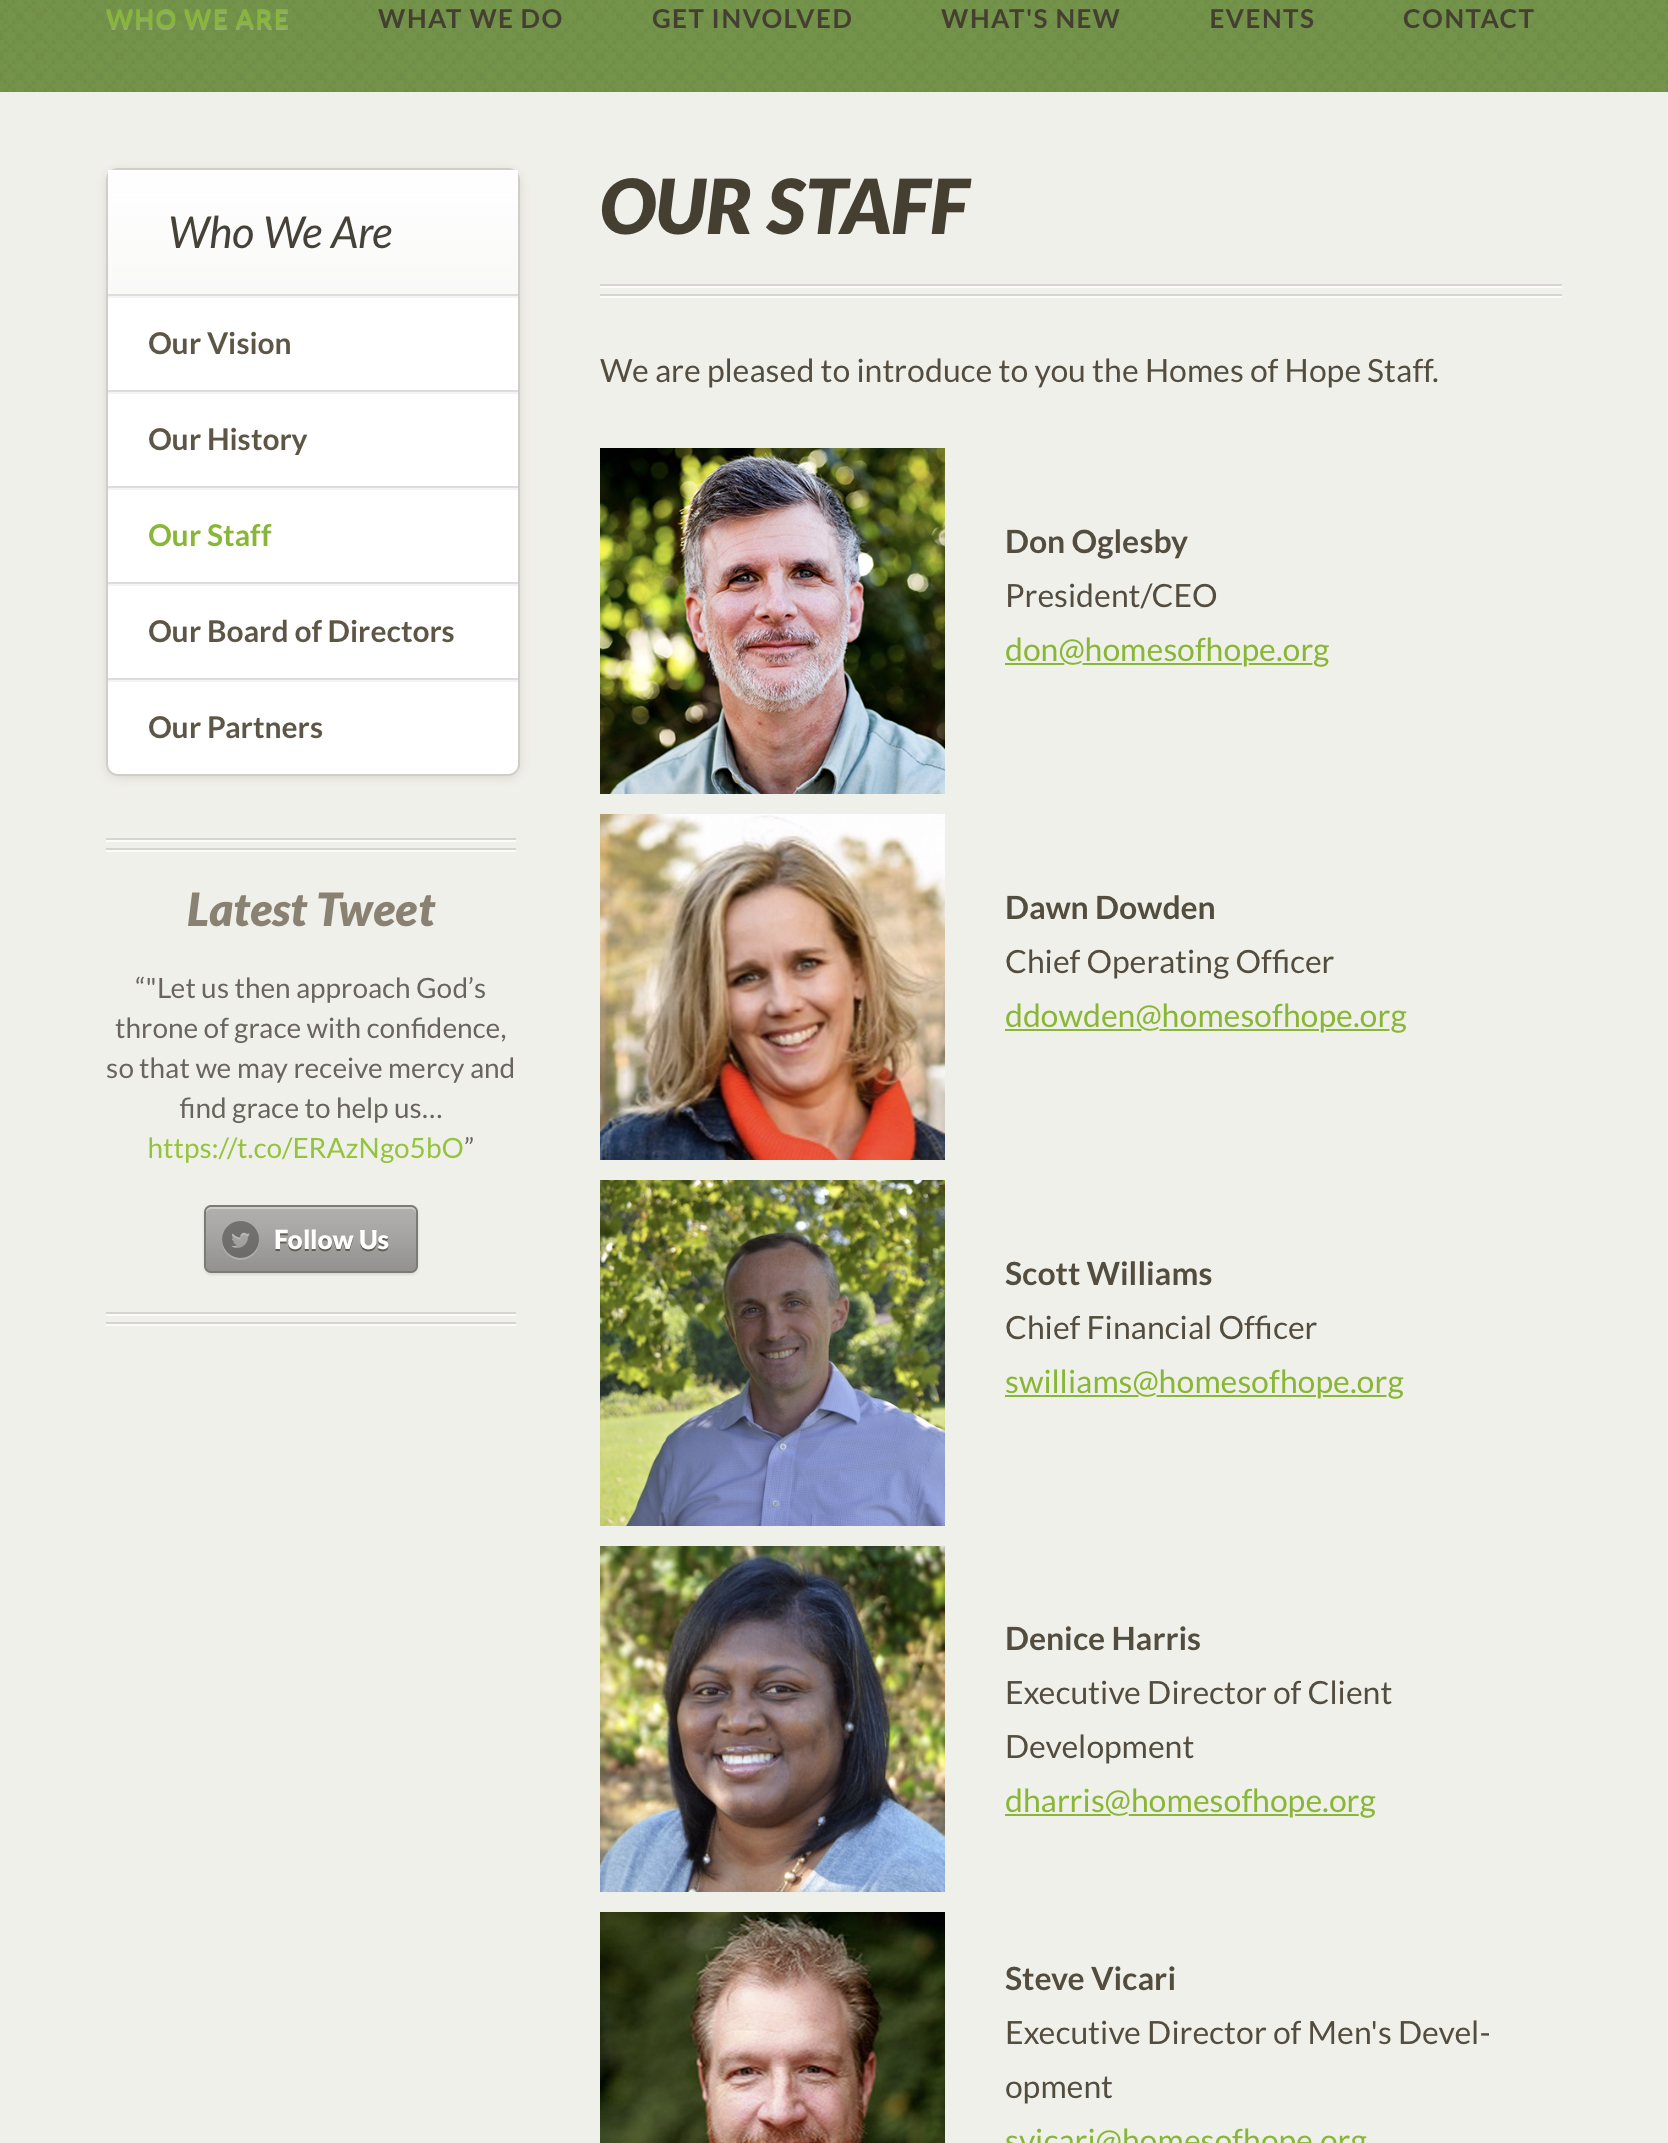 WHO WE ARE
WHAT WE DO
GET INVOLVED
WHAT'S NEW
EVENTS
CONTACT
Who We Are
Our Vision
Our History
Our Staff
Our Board of Directors
Our Partners
Latest Tweet
“"Let us then approach God’s
throne of grace with confidence,
so that we may receive mercy and
find grace to help us…
https://t.co/ERAzNgo5bO”
Follow Us
OUR STAFF
We are pleased to introduce to you the Homes of Hope Staff.
Don Oglesby
President/CEO
don@homesofhope.org
Dawn Dowden
Chief Operating Officer
ddowden@homesofhope.org
Scott Williams
Chief Financial Officer
swilliams@homesofhope.org
Denice Harris
Executive Director of Client
Development
dharris@homesofhope.org
Steve Vicari
Executive Director of Men's Devel-
opment
svicari@homesofhope.org